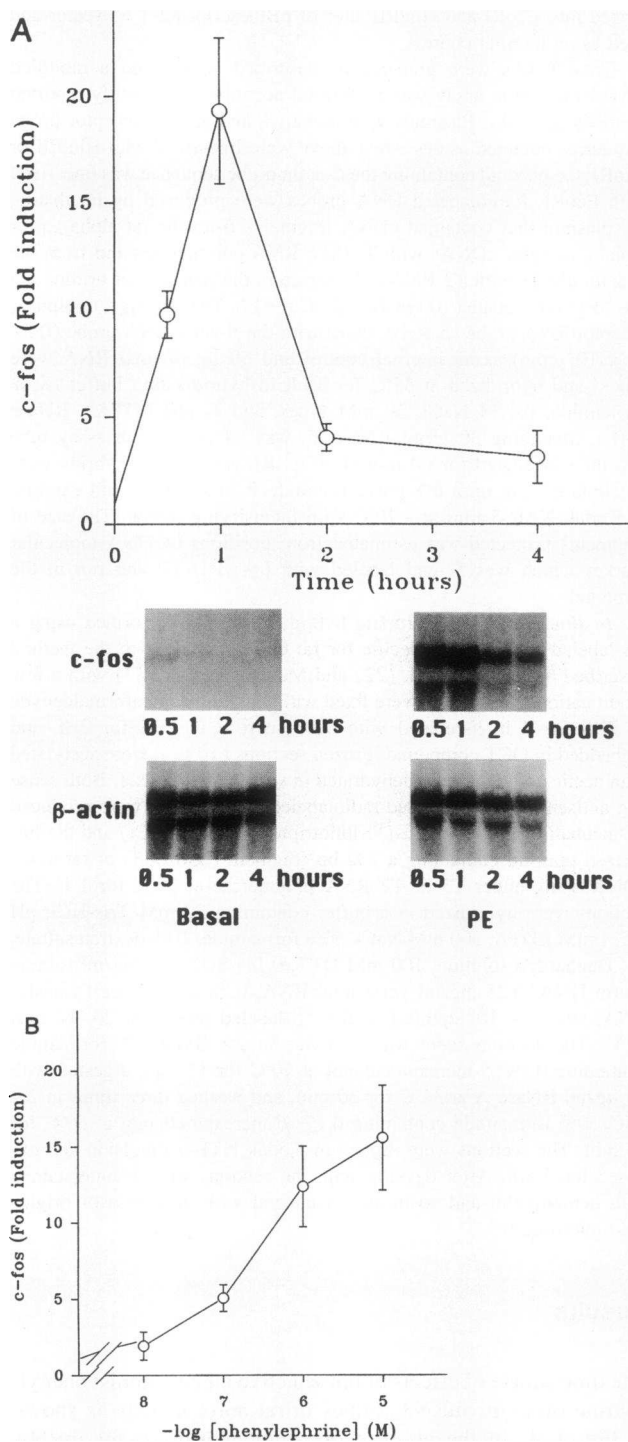 A
c-fos (Fold induction)
20
15
10
5
0
0 1 2 3 4
Time (hours)
c-fos
0.5 1 2 4 hours
0.5 1 2 4 hours
β-actin
0.5 1 2 4 hours
0.5 1 2 4 hours
Basal
PE
B
c-fos (Fold induction)
20
15
10
5
0
8 7 6 5
-log [phenylephrine] (M)